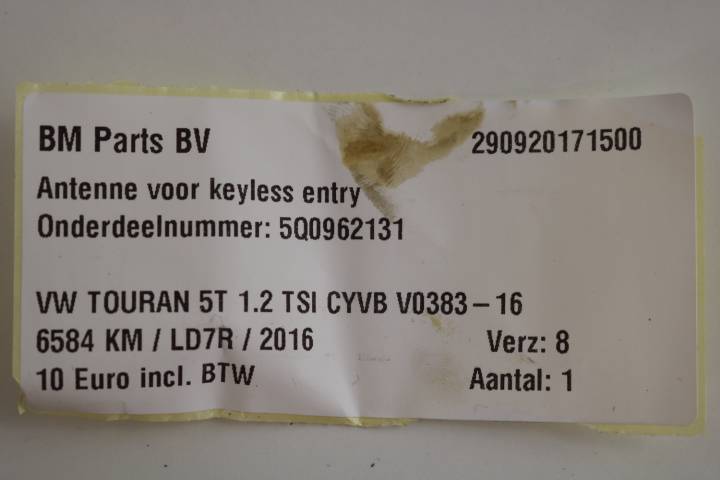 BM Parts BV 290920171500
Antenne voor keyless entry
Onderdeelnummer: 5Q0962131
VW TOURAN 5T 1.2 TSI CYVB V0383-16
6584 KM / LD7R / 2016 Verz: 8
10 Euro incl. BTW Aantal: 1